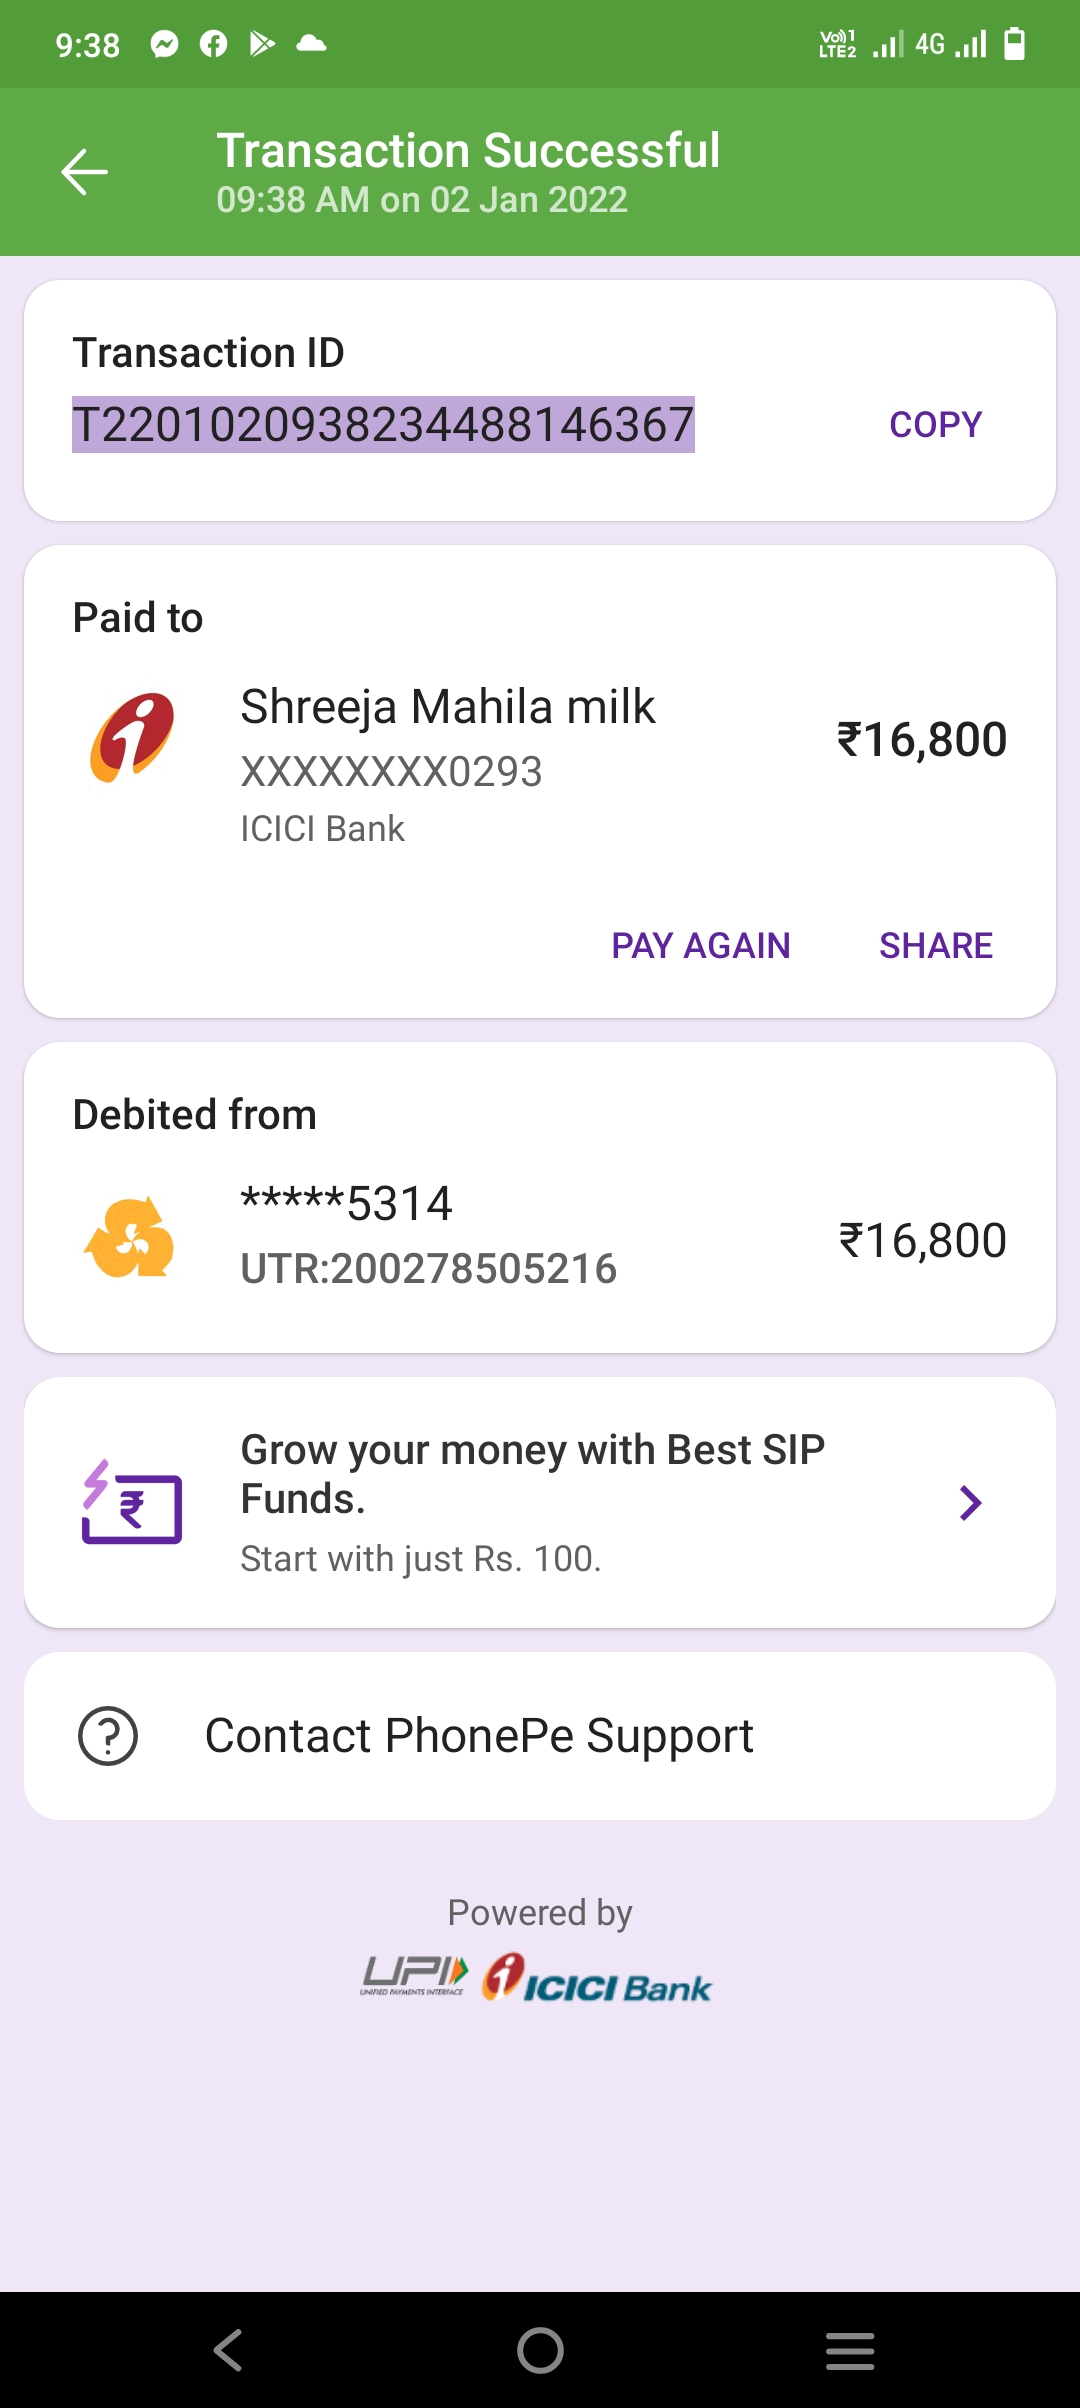 9:38
Vo))1
LTE2
4G
Transaction Successful
09:38 AM on 02 Jan 2022
Transaction ID
T2201020938234488146367
COPY
Paid to
Shreeja Mahila milk
₹16,800
XXXXXXXX0293
ICICI Bank
PAY AGAIN
SHARE
Debited from
*****5314
₹16,800
UTR:200278505216
Grow your money with Best SIP
Funds.
Start with just Rs. 100.
Contact PhonePe Support
Powered by
UPI
UNIFIED PAYMENTS INTERFACE
ICICI Bank